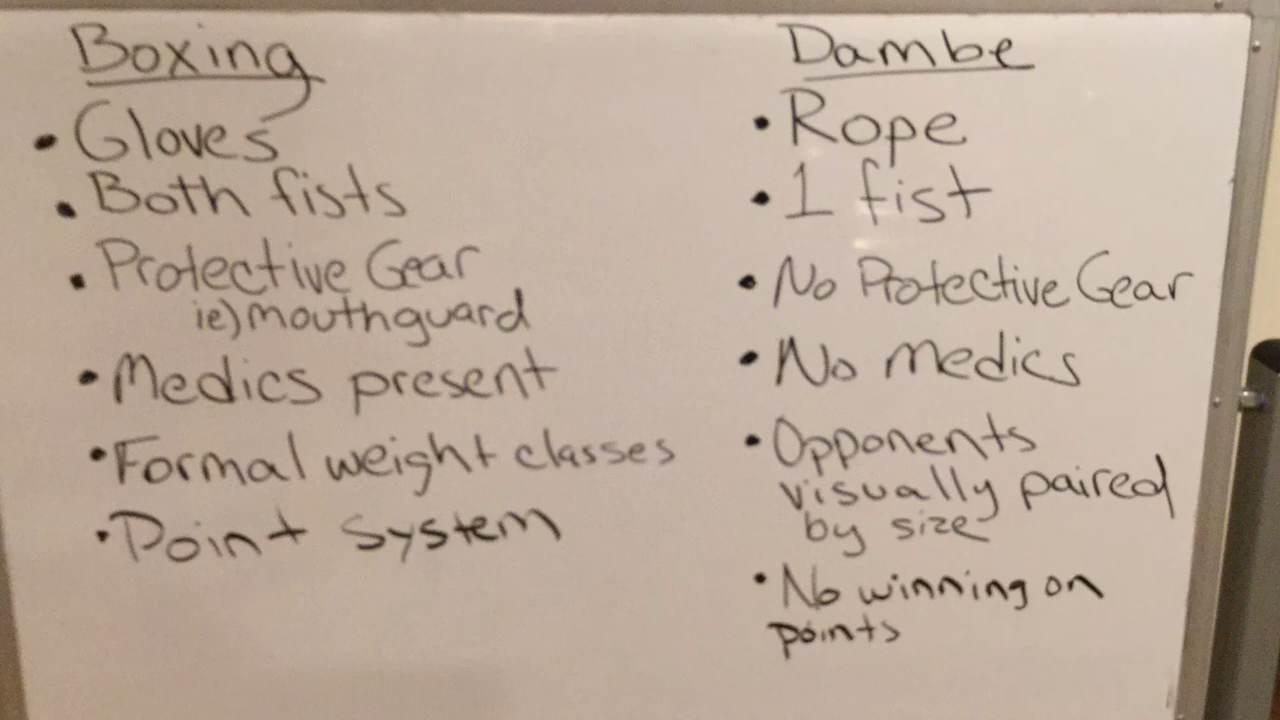 Boxing
• Gloves
• Both fists
• Protective Gear
ie) mouthguard
• Medics present
• Formal weight classes
• Point system
Dambe
• Rope
• 1 fist
• No Protective Gear
• No medics
• Opponents
visually paired
by size
• No winning on
points